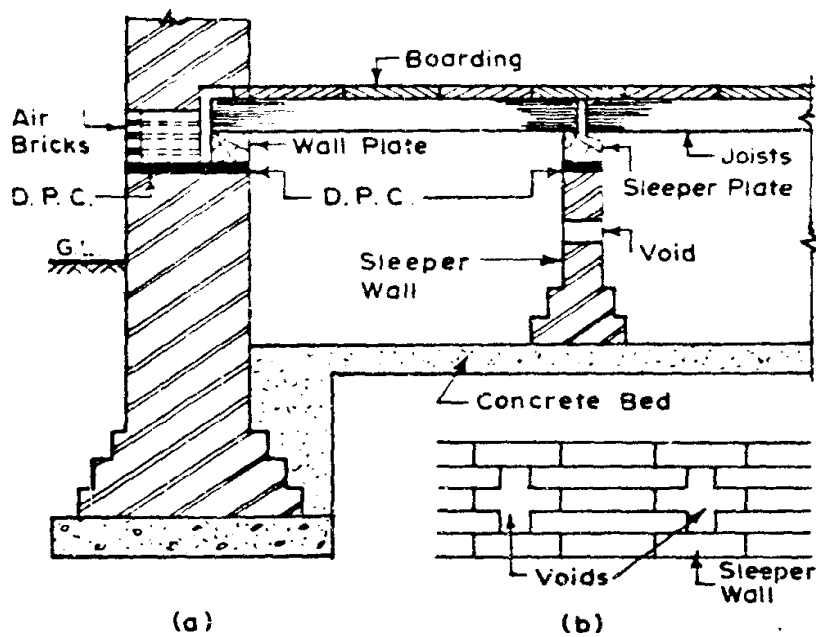 Boarding
Air
Bricks
Wall Plate
Joists
D.P.C.
D.P.C.
Sleeper Plate
G.L.
Void
Sleeper
Wall
Concrete Bed
Voids
Sleeper
Wall
(a)
(b)